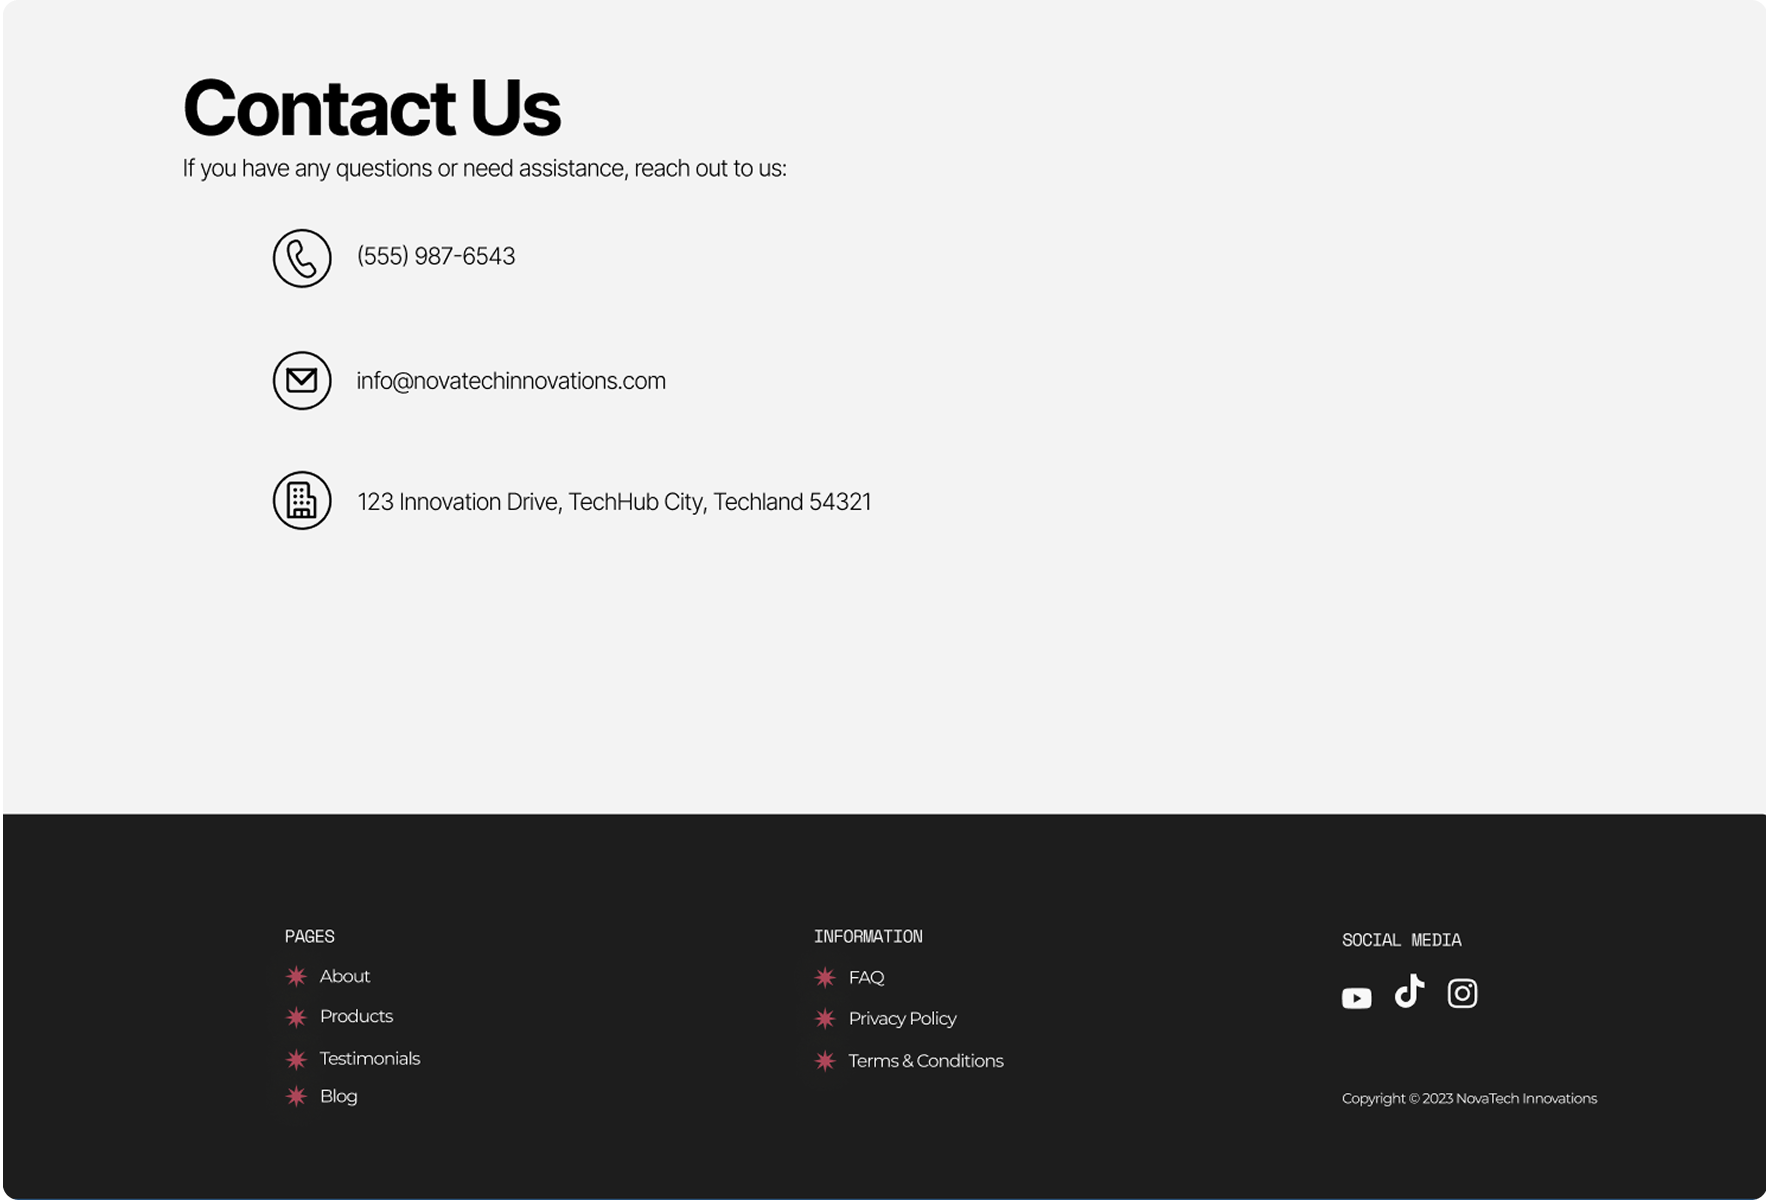 Contact Us
If you have any questions or need assistance, reach out to us:
(555) 987-6543
info@novatechinnovations.com
123 Innovation Drive, TechHub City, Techland 54321
PAGES
About
Products
Testimonials
Blog
INFORMATION
FAQ
Privacy Policy
Terms & Conditions
SOCIAL MEDIA
Copyright © 2023 NovaTech Innovations